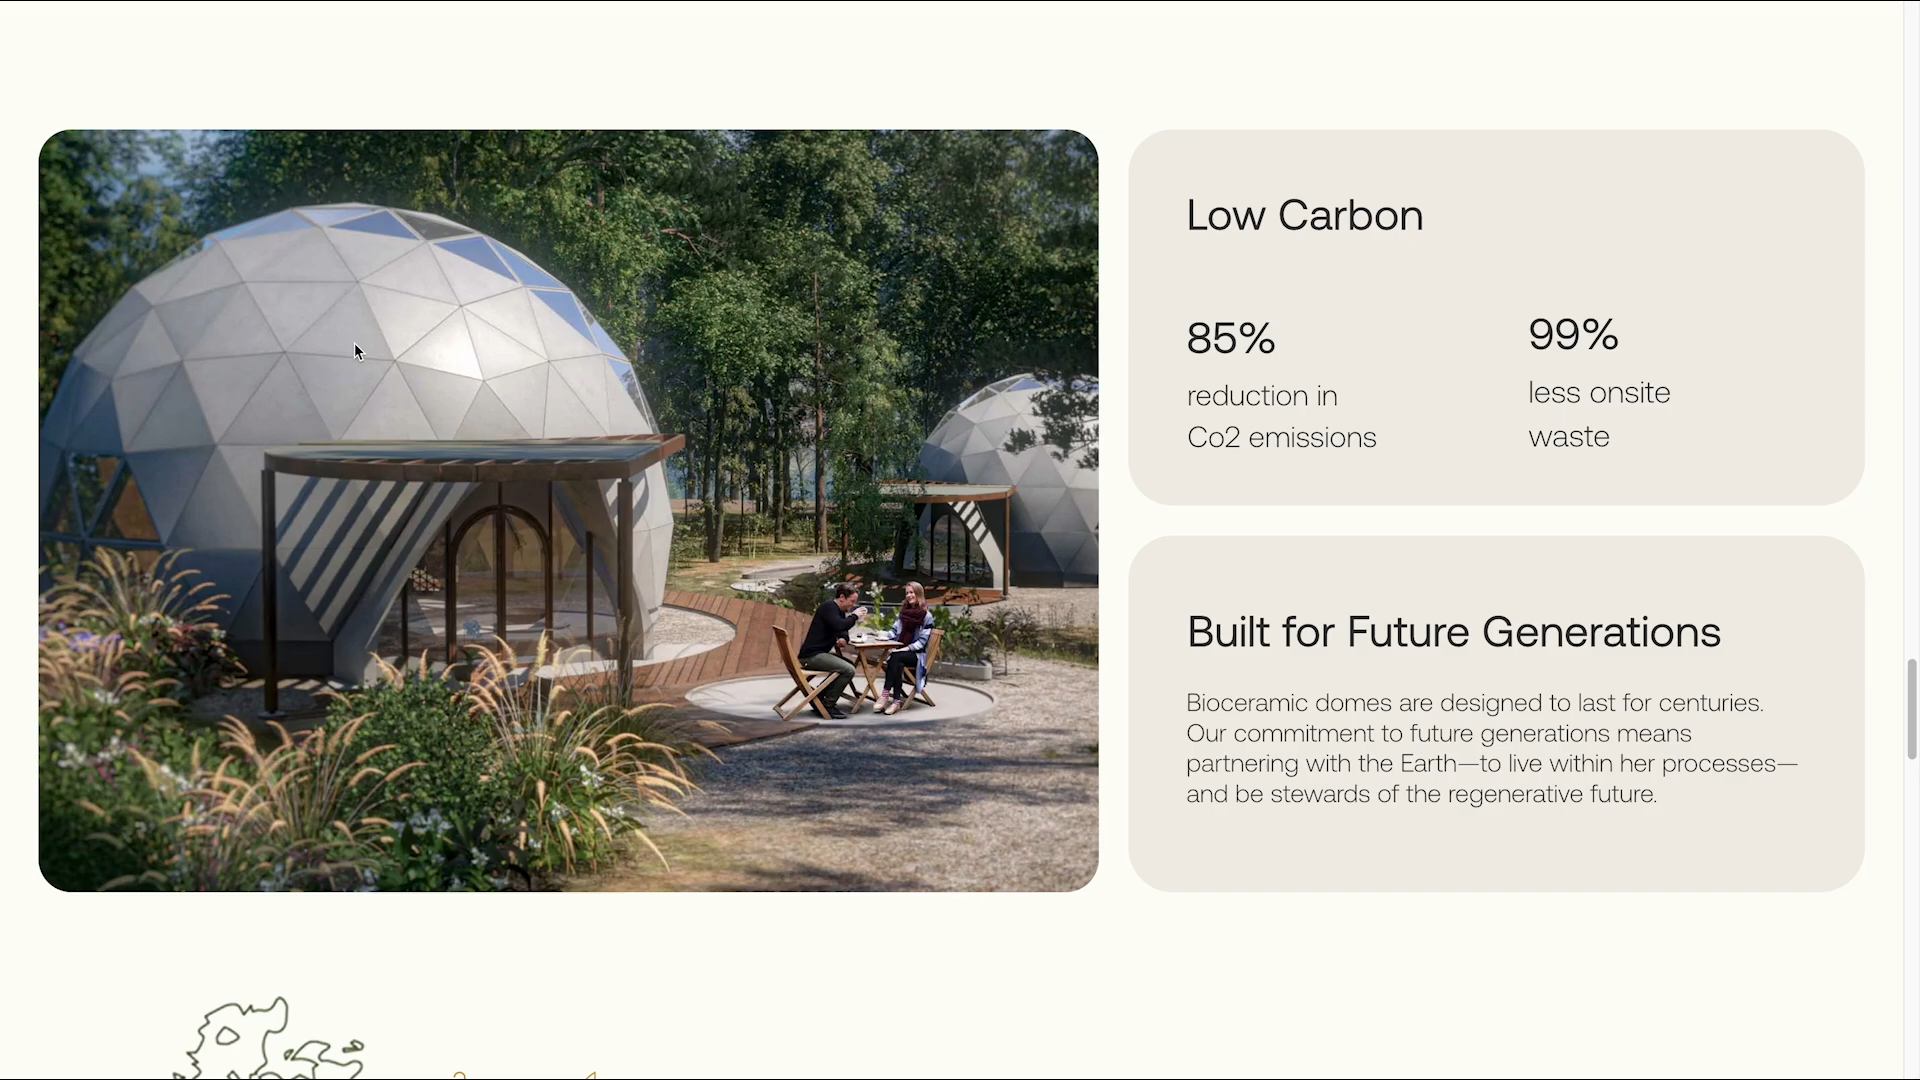 Low Carbon
85%
reduction in
Co2 emissions
99%
less onsite
waste
Built for Future Generations
Bioceramic domes are designed to last for centuries.
Our commitment to future generations means
partnering with the Earth—to live within her processes—
and be stewards of the regenerative future.